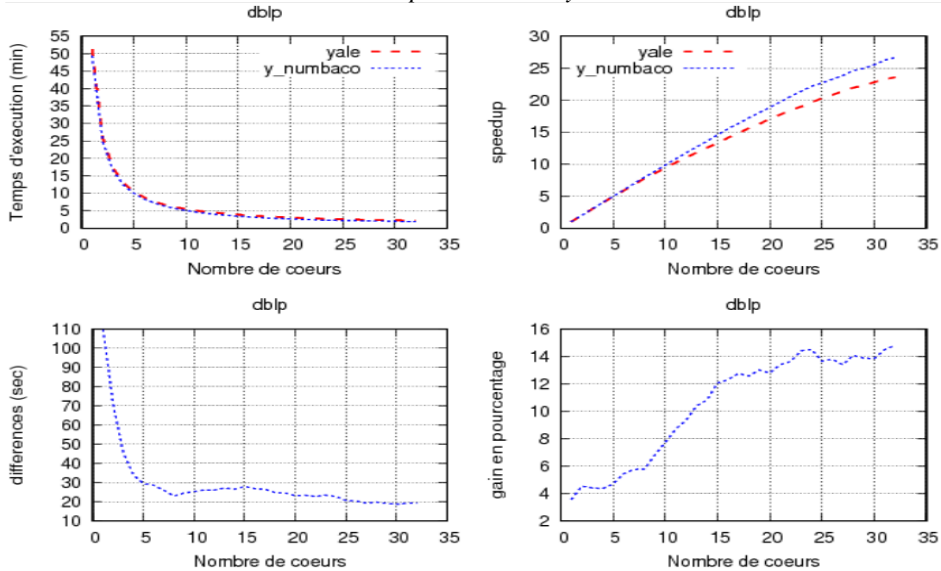 dblp
yale
y_numbaco
Temps d'execution (min)
55
50
45
40
35
30
25
20
15
10
5
0
0 5 10 15 20 25 30 35
Nombre de coeurs
dblp
yale
y_numbaco
speedup
30
25
20
15
10
5
0
0 5 10 15 20 25 30 35
Nombre de coeurs
dblp
differences (sec)
110
100
90
80
70
60
50
40
30
20
10
0 5 10 15 20 25 30 35
Nombre de coeurs
dblp
gain en pourcentage
16
14
12
10
8
6
4
2
0 5 10 15 20 25 30 35
Nombre de coeurs